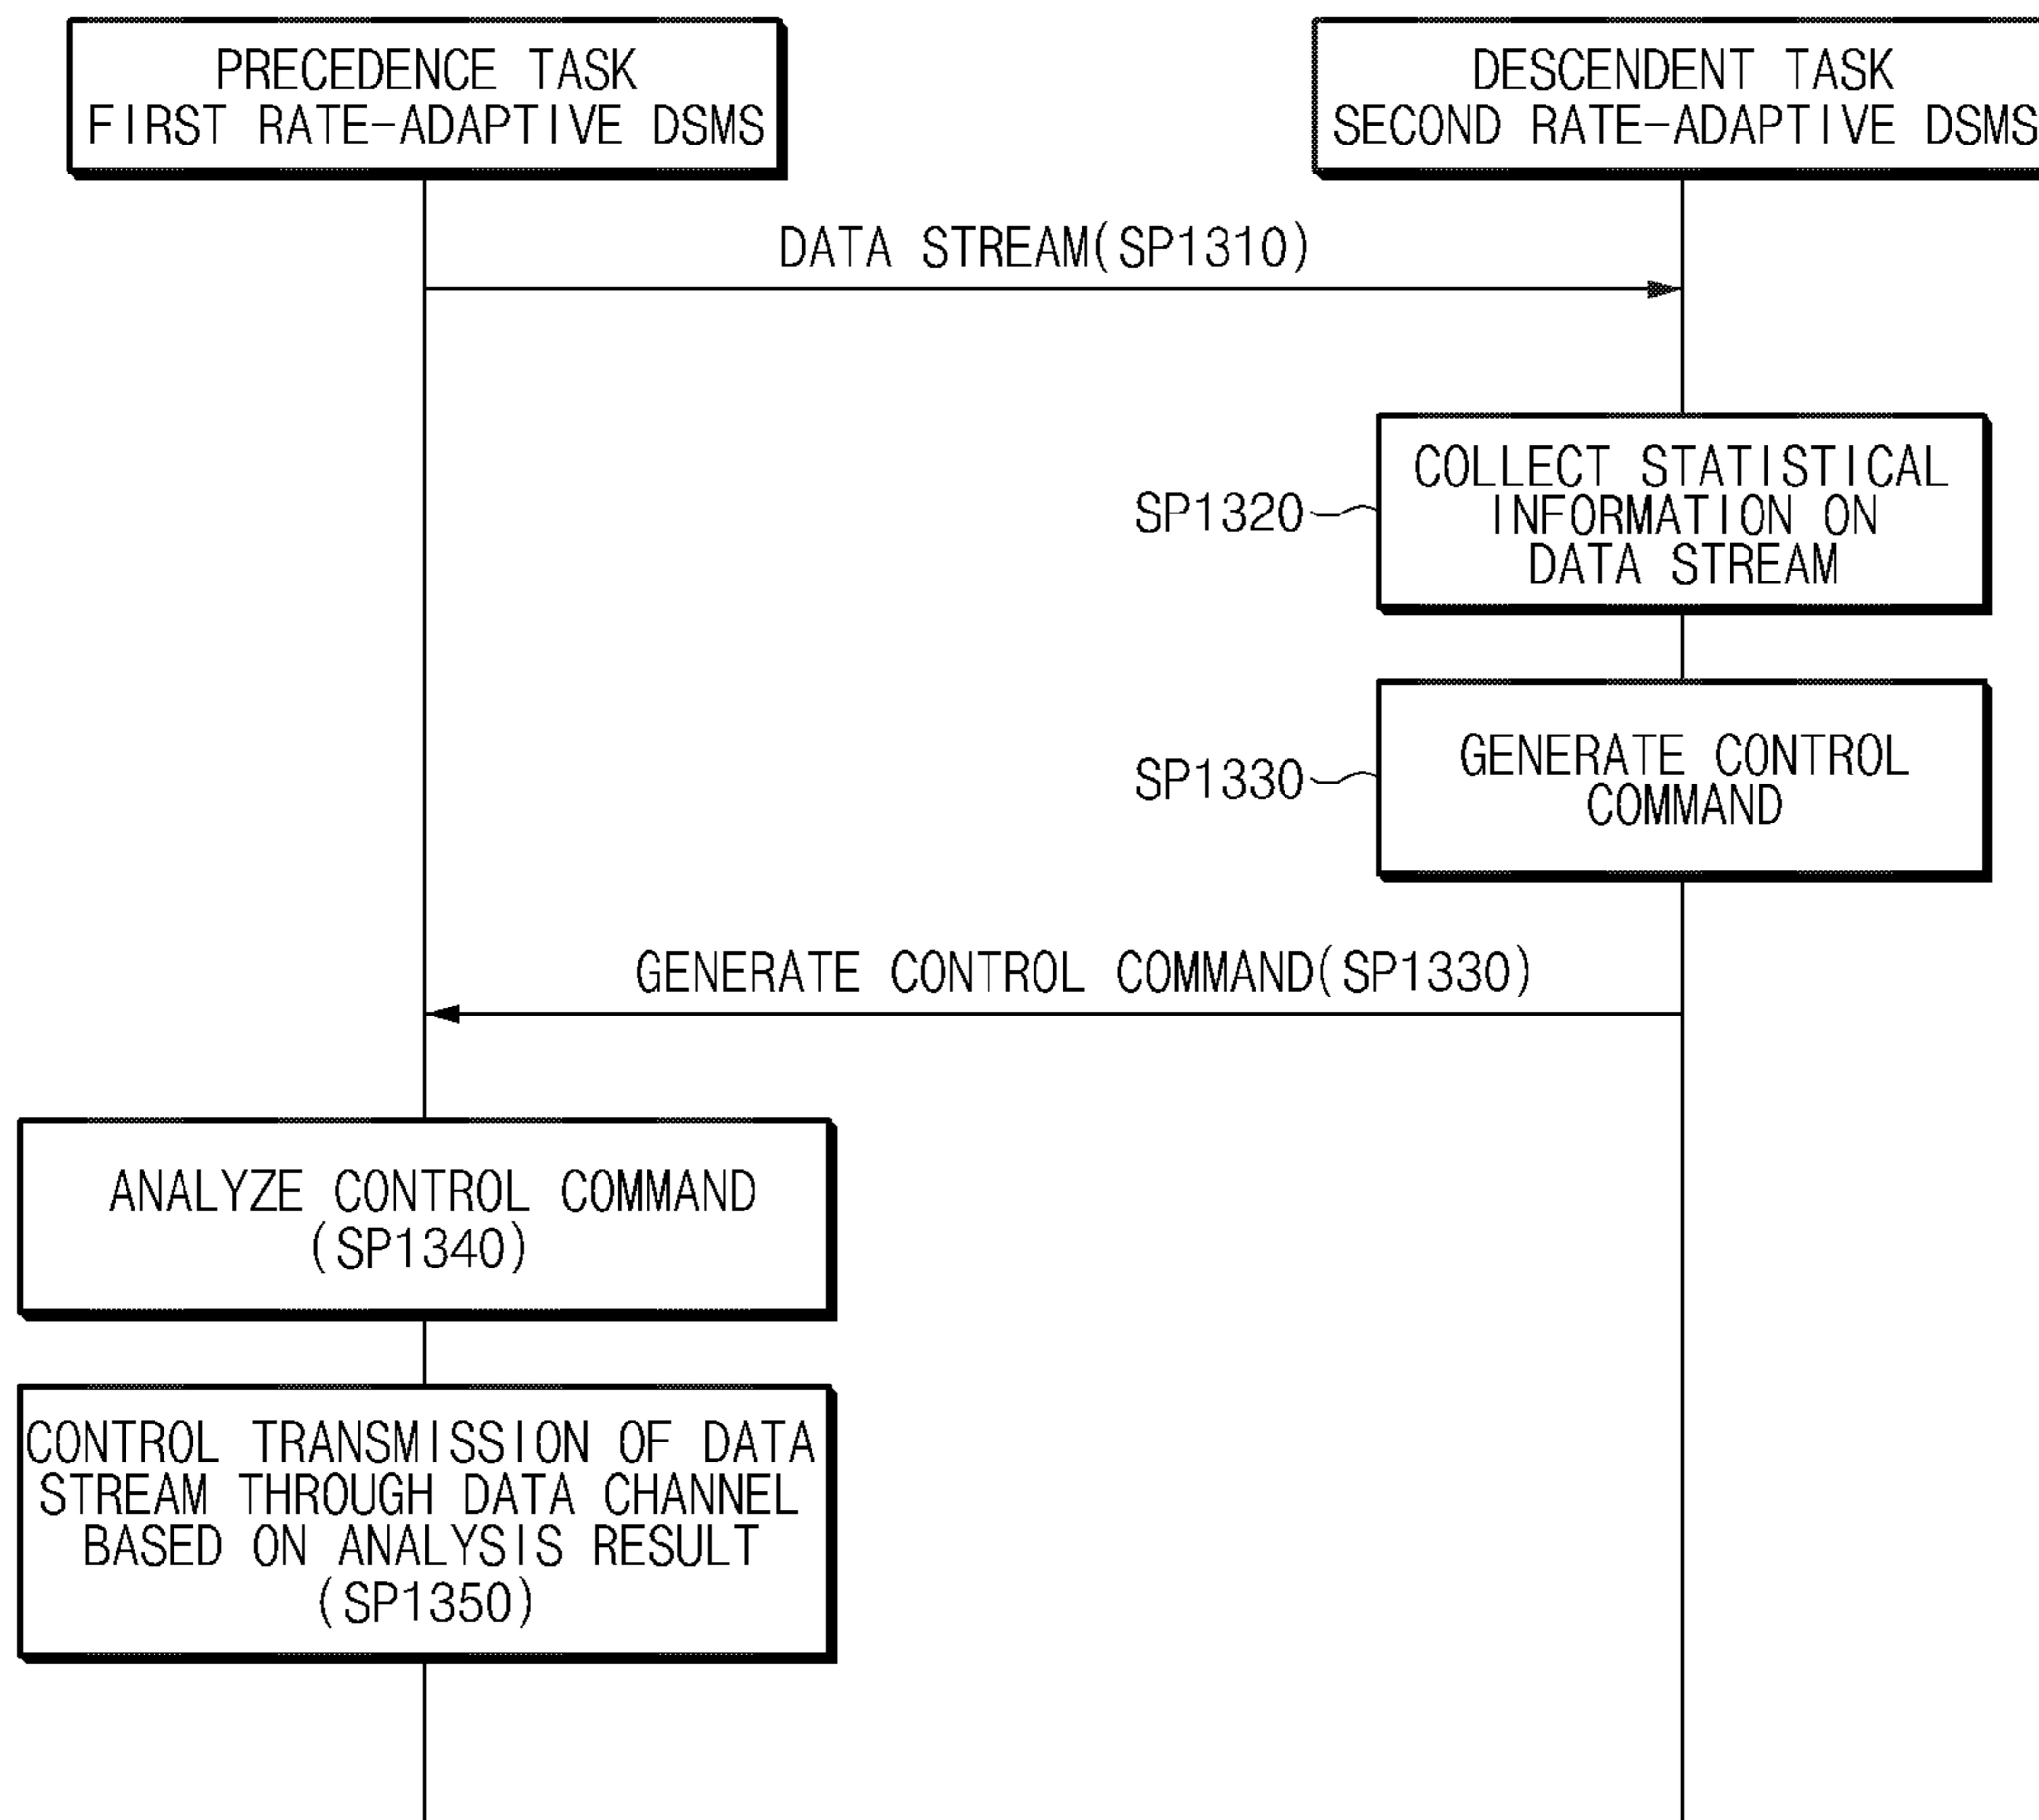 PRECEDENCE TASK
FIRST RATE-ADAPTIVE DSMS
DESCENDENT TASK
SECOND RATE-ADAPTIVE DSMS
DATA STREAM(SP1310)
COLLECT STATISTICAL
INFORMATION ON
DATA STREAM
SP1320
GENERATE CONTROL
COMMAND
SP1330
GENERATE CONTROL COMMAND(SP1330)
ANALYZE CONTROL COMMAND
(SP1340)
CONTROL TRANSMISSION OF DATA
STREAM THROUGH DATA CHANNEL
BASED ON ANALYSIS RESULT
(SP1350)